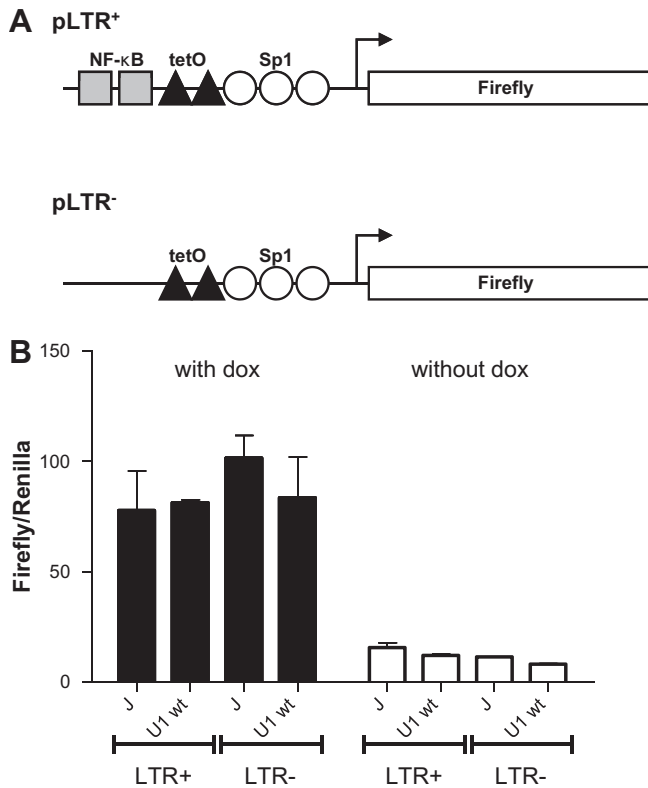 A
pLTR⁺
NF-κB tetO Sp1
Firefly
pLTR⁻
tetO Sp1
Firefly
B
150
100
50
0
Firefly/Renilla
with dox
without dox
J U1 wt J U1 wt J U1 wt J U1 wt
LTR+ LTR- LTR+ LTR-